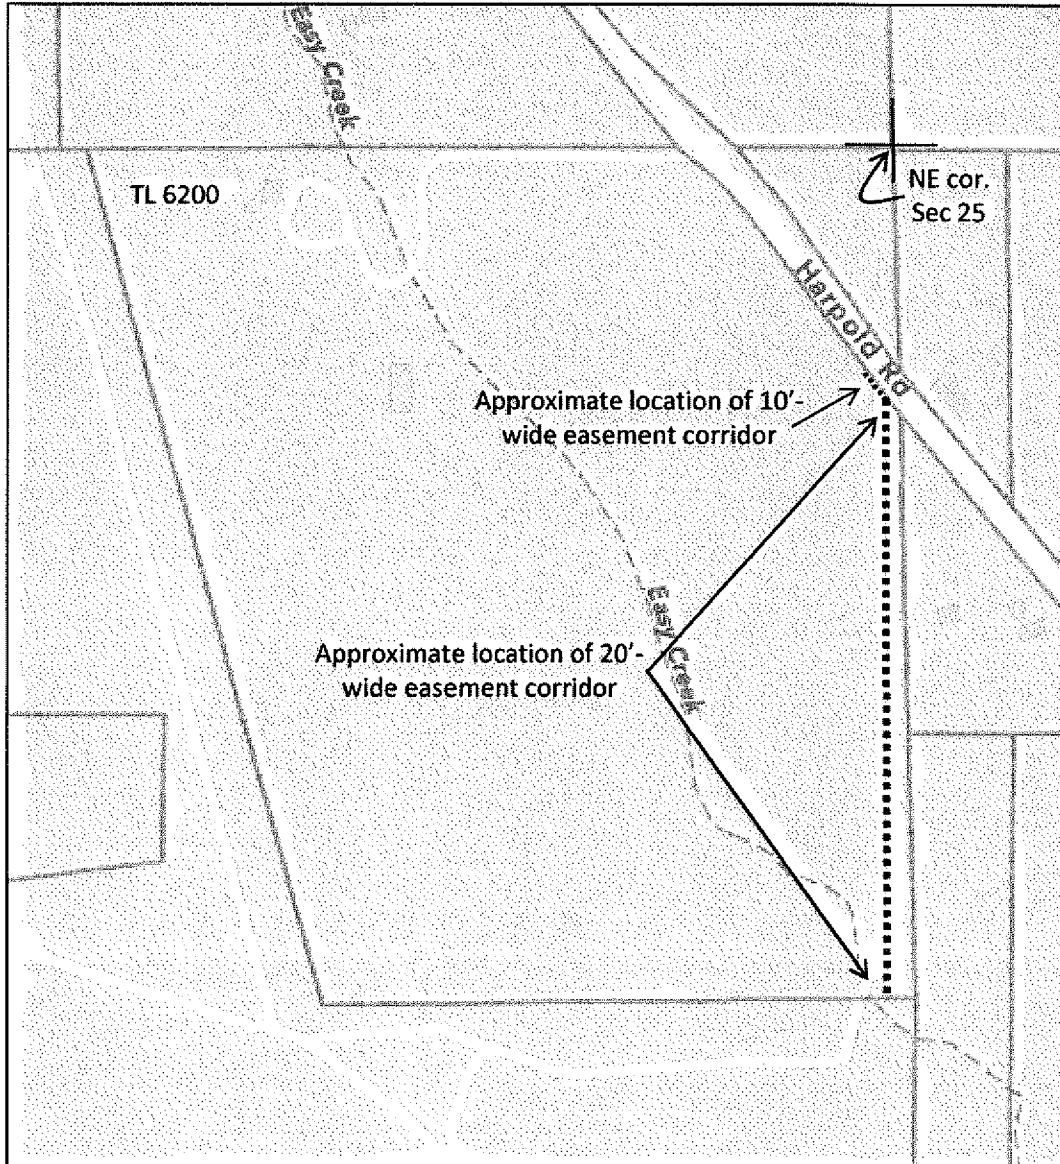 Easy Creek
TL 6200
NE cor.
Sec 25
Harpold Rd
Approximate location of 10'-
wide easement corridor
Easy Creek
Approximate location of 20'-
wide easement corridor